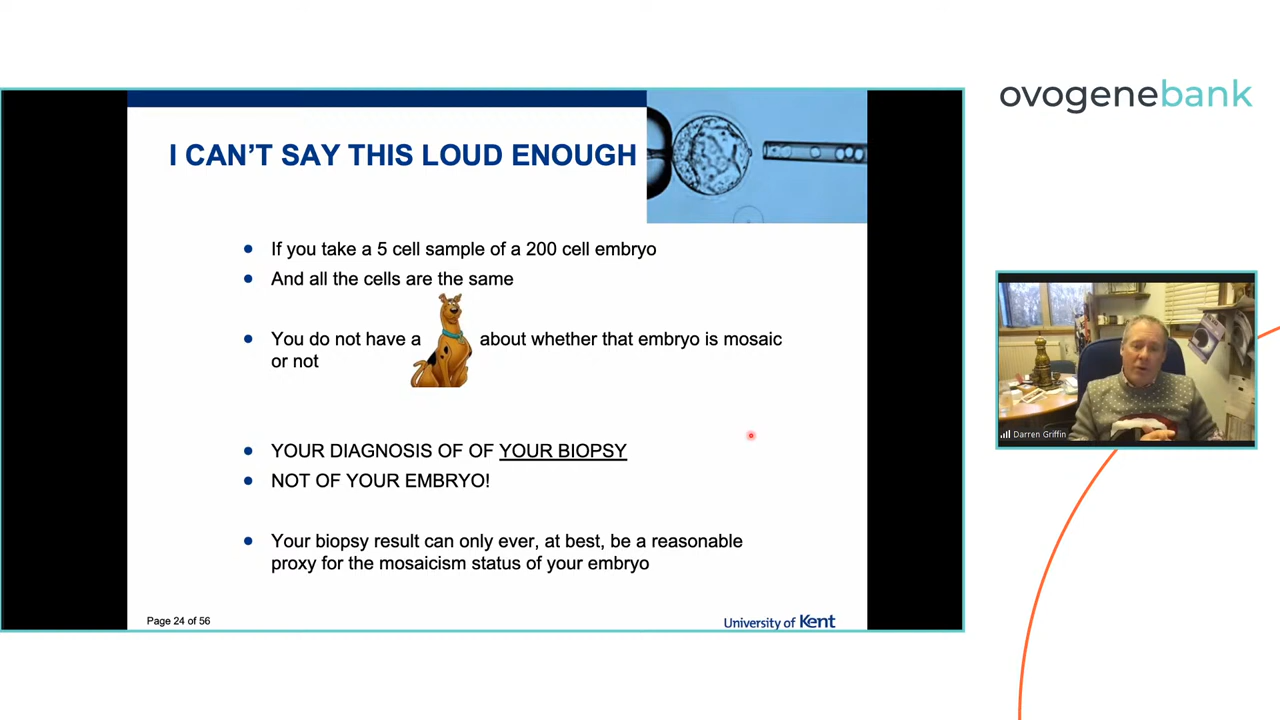 ovogenebank
I CAN'T SAY THIS LOUD ENOUGH
If you take a 5 cell sample of a 200 cell embryo
And all the cells are the same
You do not have a about whether that embryo is mosaic
or not
YOUR DIAGNOSIS OF OF YOUR BIOPSY
NOT OF YOUR EMBRYO!
Your biopsy result can only ever, at best, be a reasonable
proxy for the mosaicism status of your embryo
Page 24 of 56
University of Kent
Darren Griffin